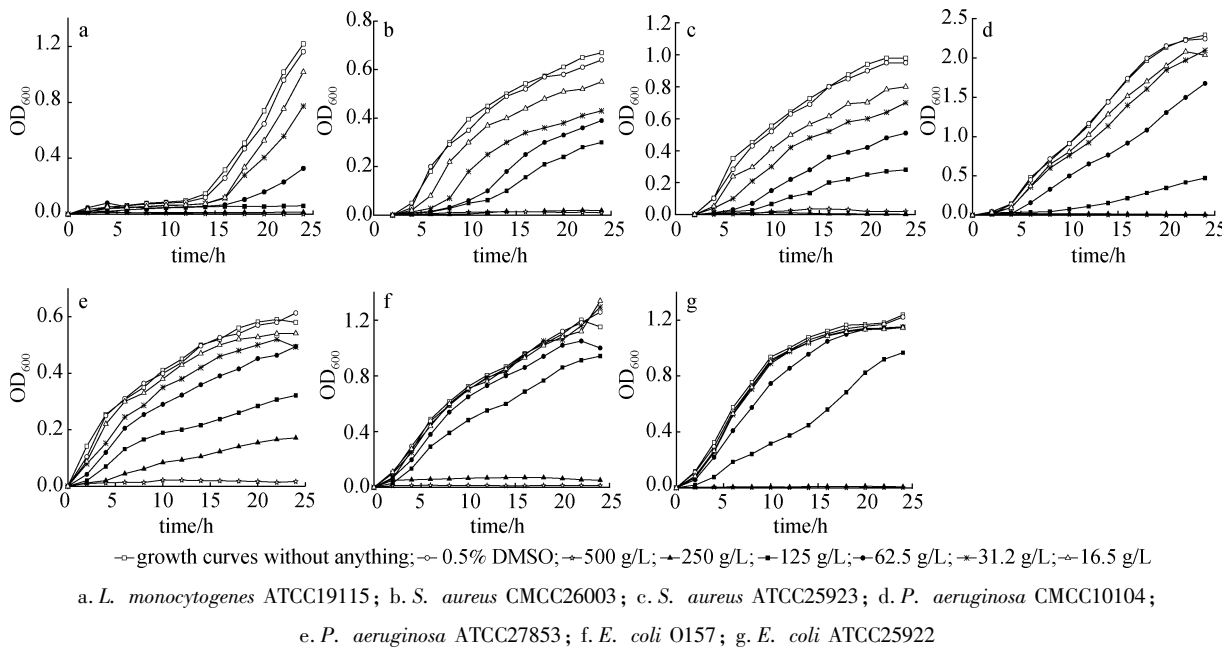 a
b
c
d
1.2
0.8
0.4
0.0
OD600
0 5 10 15 20 25
time/h
0.8
0.6
0.4
0.2
0.0
OD600
0 5 10 15 20 25
time/h
1.2
1.0
0.8
0.6
0.4
0.2
0.0
OD600
0 5 10 15 20 25
time/h
2.5
2.0
1.5
1.0
0.5
0.0
OD600
0 5 10 15 20 25
time/h
e
f
g
0.6
0.4
0.2
0.0
OD600
0 5 10 15 20 25
time/h
1.2
0.8
0.4
0.0
OD600
0 5 10 15 20 25
time/h
1.2
0.8
0.4
0.0
OD600
0 5 10 15 20 25
time/h
growth curves without anything; 0.5% DMSO; 500 g/L; 250 g/L; 125 g/L; 62.5 g/L; 31.2 g/L; 16.5 g/L
a. L. monocytogenes ATCC19115; b. S. aureus CMCC26003; c. S. aureus ATCC25923; d. P. aeruginosa CMCC10104;
e. P. aeruginosa ATCC27853; f. E. coli O157; g. E. coli ATCC25922